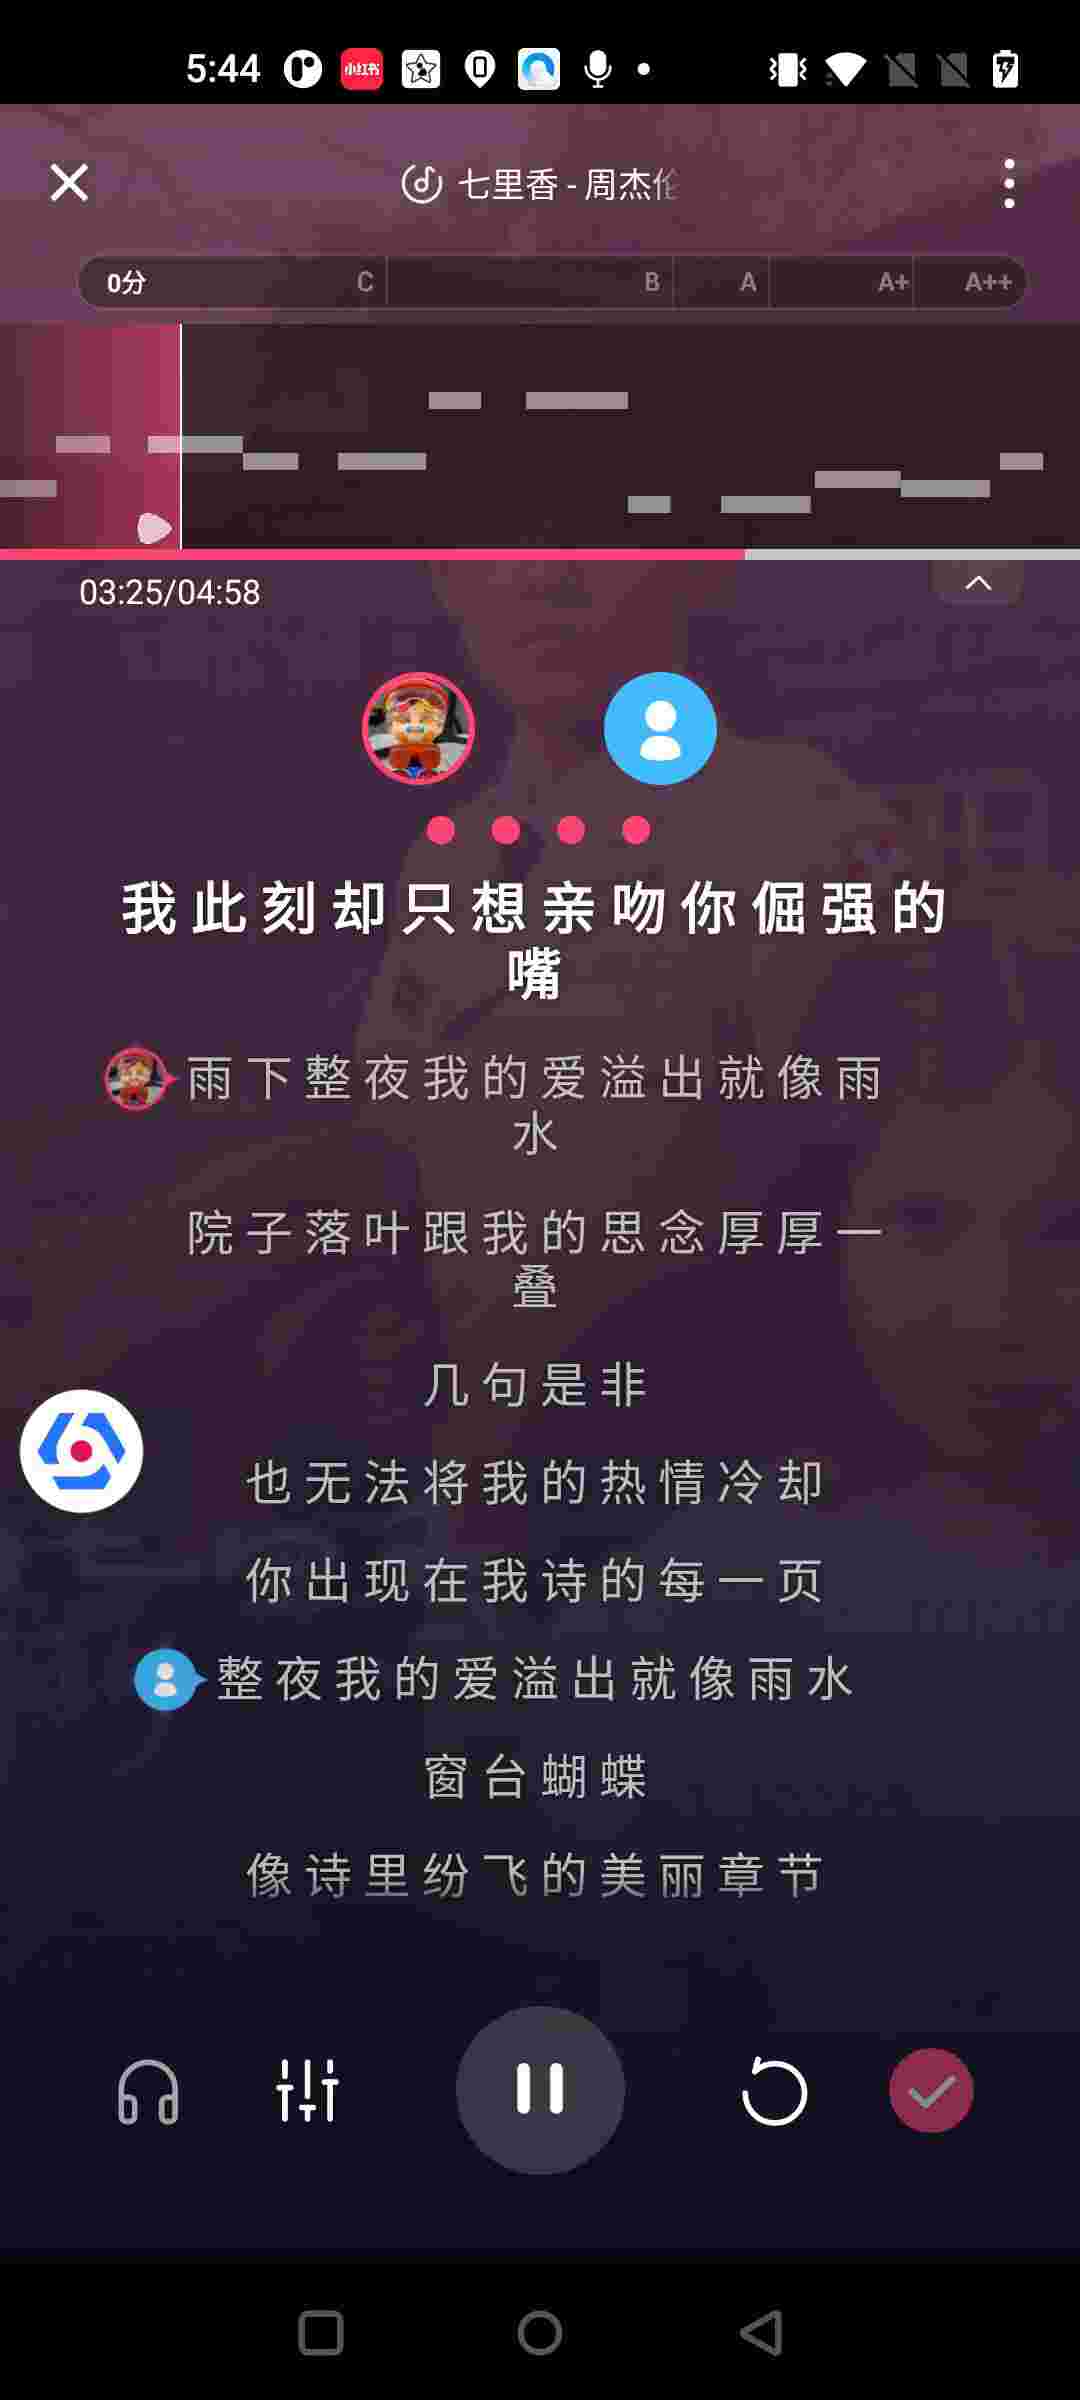 5:44
小红书
七里香 - 周杰伦
0分 C B A A+ A++
03:25/04:58
我此刻却只想亲吻你倔强的
嘴
雨下整夜我的爱溢出就像雨
水
院子落叶跟我的思念厚厚一
叠
几句是非
也无法将我的热情冷却
你出现在我诗的每一页
整夜我的爱溢出就像雨水
窗台蝴蝶
像诗里纷飞的美丽章节